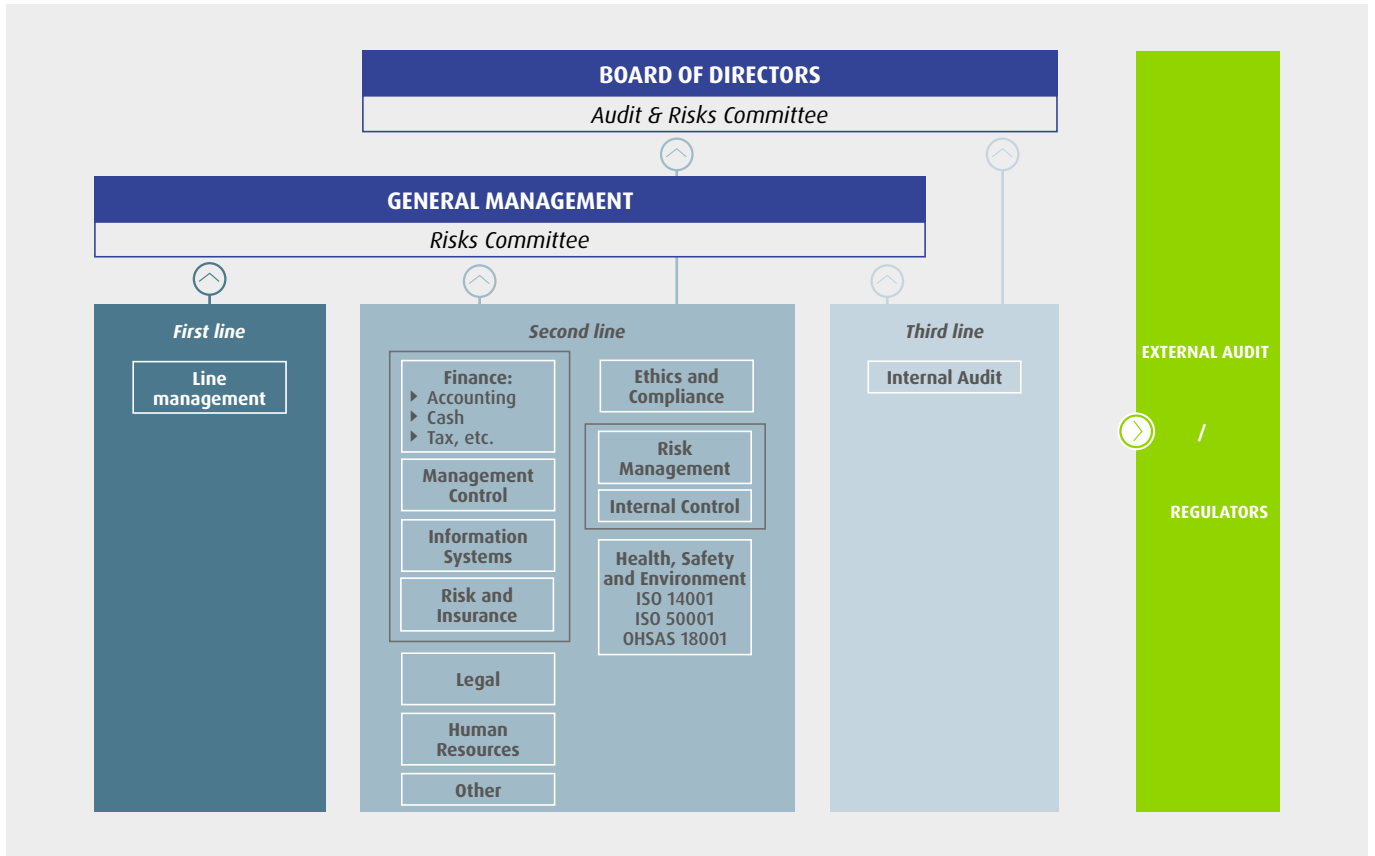 BOARD OF DIRECTORS
Audit & Risks Committee
GENERAL MANAGEMENT
Risks Committee
First line
Line
management
Second line
Finance:
Accounting
Cash
Tax, etc.
Management
Control
Information
Systems
Risk and
Insurance
Legal
Human
Resources
Other
Ethics and
Compliance
Risk
Management
Internal Control
Health, Safety
and Environment
ISO 14001
ISO 50001
OHSAS 18001
Third line
Internal Audit
EXTERNAL AUDIT
/
REGULATORS